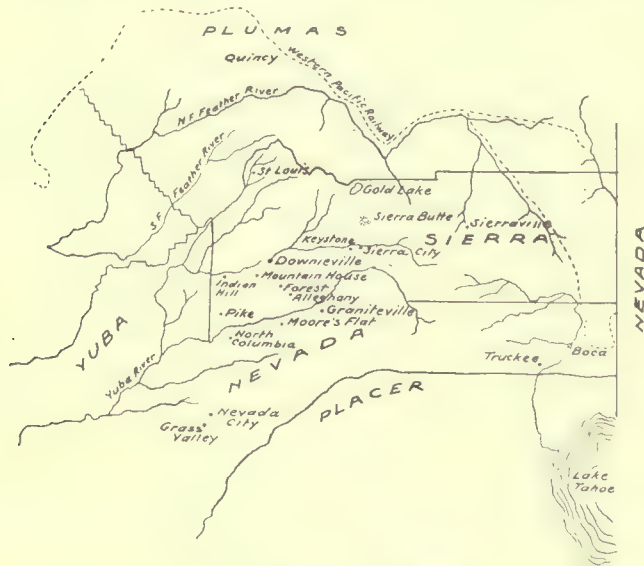 PLUMAS
Quincy
Western Pacific Railway
N.F. Feather River
S.F. Feather River
St Louis
Gold Lake
Sierra Butte
Sierraville
SIERRA
Keystone
Sierra City
Downieville
Mountain House
Indian
Hill
Forest
Alleghany
Pike
Graniteville
Moore's Flat
North
Columbia
NEVADA
YUBA
Yuba River
NEVADA
Truckee
Boca
PLACER
Nevada
City
Grass
Valley
Lake
Tahoe